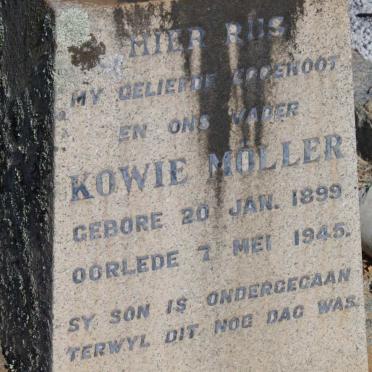 HIER RUS
MY GELIEFDE EGGENOOT
EN ONS VADER
KOWIE MÖLLER
GEBORE 20 JAN. 1899
OORLEDE 7 MEI 1945.
SY SON IS ONDERGEGAAN
TERWYL DIT NOG DAG WAS.